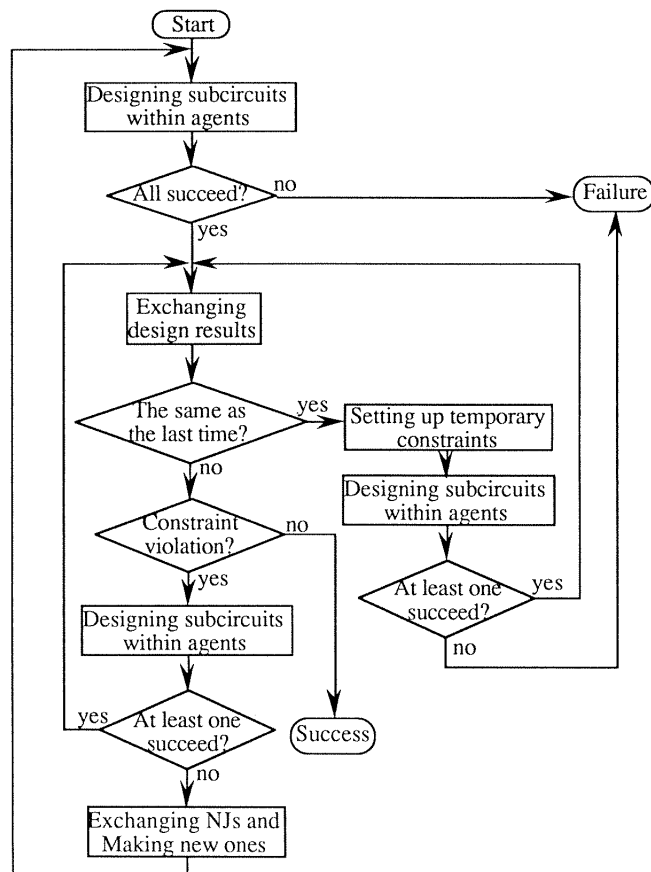 Start
Designing subcircuits
within agents
All succeed?
no
Failure
yes
Exchanging
design results
The same as
the last time?
yes
Setting up temporary
constraints
no
Designing subcircuits
within agents
Constraint
violation?
no
yes
At least one
succeed?
yes
no
Designing subcircuits
within agents
At least one
succeed?
yes
Success
no
Exchanging NJs and
Making new ones